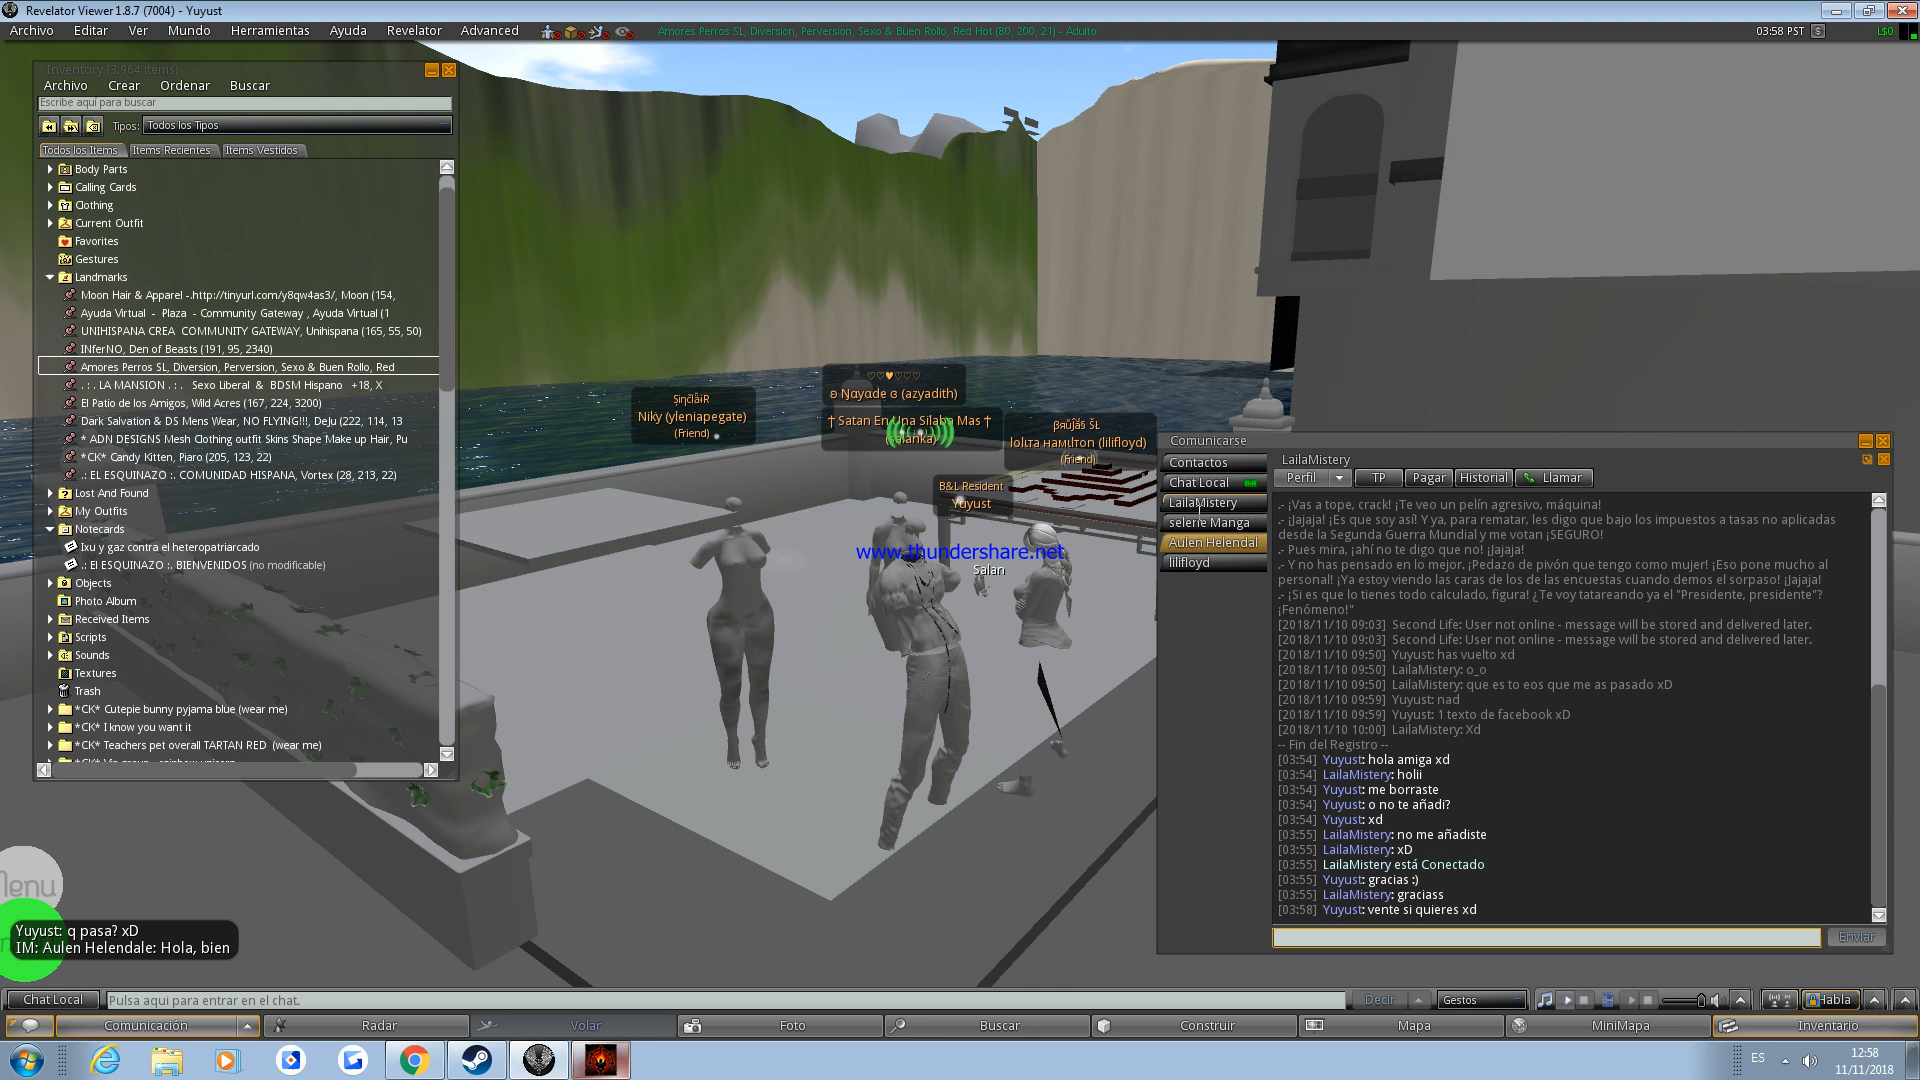 Revelator Viewer 1.8.7 (7004) - Yuyust
Archivo Editar Ver Mundo Herramientas Ayuda Revelator Advanced
Amores Perros SL, Diversion, Perversion, Sexo & Buen Rollo, Red Hot (80, 200, 21) - Adulto
03:58 PST
L$0
Inventory (3,964 items)
Archivo Crear Ordenar Buscar
Escribe aquí para buscar
Tipos: Todos los Tipos
Todos los Items Items Recientes Items Vestidos
Body Parts
Calling Cards
Clothing
Current Outfit
Favorites
Gestures
Landmarks
Moon Hair & Apparel -.http://tinyurl.com/y8qw4as3/, Moon (154,
Ayuda Virtual - Plaza - Community Gateway , Ayuda Virtual (1
UNIHISPANA CREA COMMUNITY GATEWAY, Unihispana (165, 55, 50)
INferNO, Den of Beasts (191, 95, 2340)
Amores Perros SL, Diversion, Perversion, Sexo & Buen Rollo, Red
. : . LA MANSION . : . Sexo Liberal & BDSM Hispano +18, X
El Patio de los Amigos, Wild Acres (167, 224, 3200)
Dark Salvation & DS Mens Wear, NO FLYING!!!, DeJu (222, 114, 13
* ADN DESIGNS Mesh Clothing outfit Skins Shape Make up Hair, Pu
*CK* Candy Kitten, Piaro (205, 123, 22)
.: EL ESQUINAZO :. COMUNIDAD HISPANA, Vortex (28, 213, 22)
Lost And Found
My Outfits
Notecards
Ixu y gaz contra el heteropatriarcado
.: El ESQUINAZO :. BIENVENIDOS (no modificable)
Objects
Photo Album
Received Items
Scripts
Sounds
Textures
Trash
*CK* Cutepie bunny pyjama blue (wear me)
*CK* I know you want it
*CK* Teachers pet overall TARTAN RED (wear me)
Niky (yleniapegate)
(Friend)
♡♡♥♡♡♡
(azyadith)
† Satan En Una Silaba Mas †
(salanka)
(lilifloyd)
(Friend)
B&L Resident
Yuyust
www.thundershare.net
Salan
Comunicarse
Contactos
Chat Local
LailaMistery
selene Manga
Aulen Helendal
lilifloyd
LailaMistery
Perfil TP Pagar Historial Llamar
.- ¡Vas a tope, crack! ¡Te veo un pelín agresivo, máquina!
.- ¡Jajaja! ¡Es que soy así! Y ya, para rematar, les digo que bajo los impuestos a tasas no aplicadas
desde la Segunda Guerra Mundial y me votan ¡SEGURO!
.- Pues mira, ¡ahí no te digo que no! ¡Jajaja!
.- Y no has pensado en lo mejor. ¡Pedazo de pivón que tengo como mujer! ¡Eso pone mucho al
personal! ¡Ya estoy viendo las caras de los de las encuestas cuando demos el sorpaso! ¡Jajaja!
.- ¡Si es que lo tienes todo calculado, figura! ¿Te voy tatareando ya el "Presidente, presidente"?
¡Fenómeno!"
[2018/11/10 09:03] Second Life: User not online - message will be stored and delivered later.
[2018/11/10 09:03] Second Life: User not online - message will be stored and delivered later.
[2018/11/10 09:50] Yuyust: has vuelto xd
[2018/11/10 09:50] LailaMistery: o_o
[2018/11/10 09:50] LailaMistery: que es to eos que me as pasado xD
[2018/11/10 09:59] Yuyust: nad
[2018/11/10 09:59] Yuyust: 1 texto de facebook xD
[2018/11/10 10:00] LailaMistery: Xd
-- Fin del Registro --
[03:54] Yuyust: hola amiga xd
[03:54] LailaMistery: holii
[03:54] Yuyust: me borraste
[03:54] Yuyust: o no te añadi?
[03:54] Yuyust: xd
[03:55] LailaMistery: no me añadiste
[03:55] LailaMistery: xD
[03:55] LailaMistery está Conectado
[03:55] Yuyust: gracias :)
[03:55] LailaMistery: graciass
[03:58] Yuyust: vente si quieres xd
Enviar
Menu
Yuyust: q pasa? xD
IM: Aulen Helendale: Hola, bien
Chat Local Pulsa aqui para entrar en el chat. Decir Gestos Habla
Comunicación Radar Volar Foto Buscar Construir Mapa MiniMapa Inventario
ES
12:58
11/11/2018